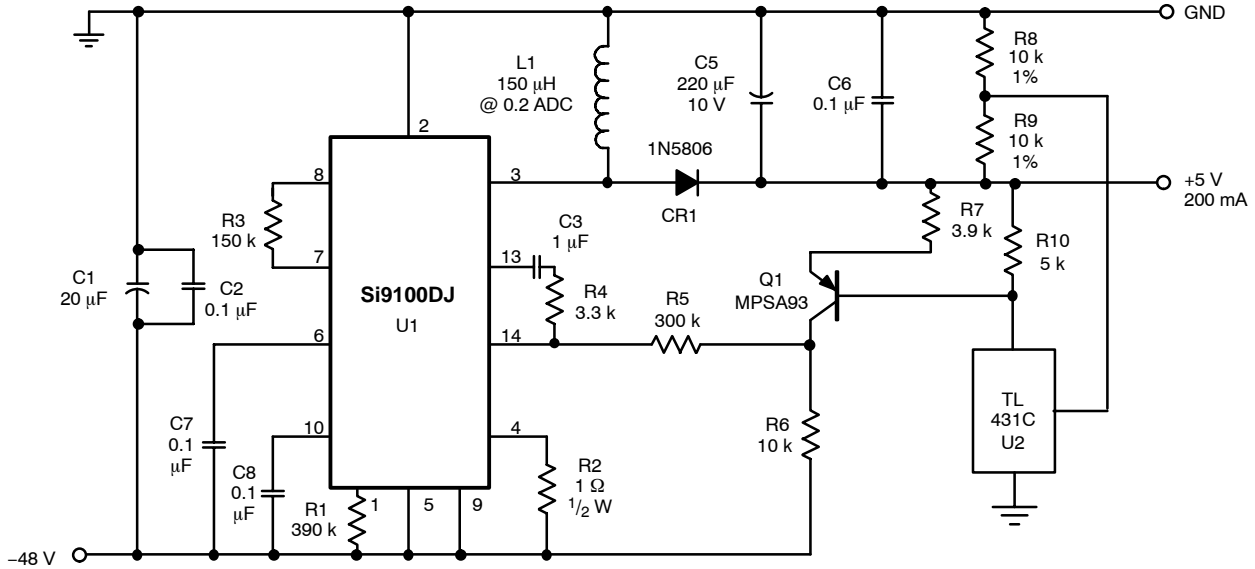 GND
R8
10 k
1%
L1
150 µH
@ 0.2 ADC
C5
220 µF
10 V
C6
0.1 µF
R9
10 k
1%
2
1N5806
CR1
8
3
+5 V
200 mA
R3
150 k
7
13
C3
1 µF
R7
3.9 k
R10
5 k
C1
20 µF
C2
0.1 µF
Si9100DJ
U1
R4
3.3 k
Q1
MPSA93
6
14
R5
300 k
C7
0.1
µF
10
4
R6
10 k
TL
431C
U2
C8
0.1
µF
R2
1 Ω
1/2 W
R1
390 k
1
5
9
–48 V